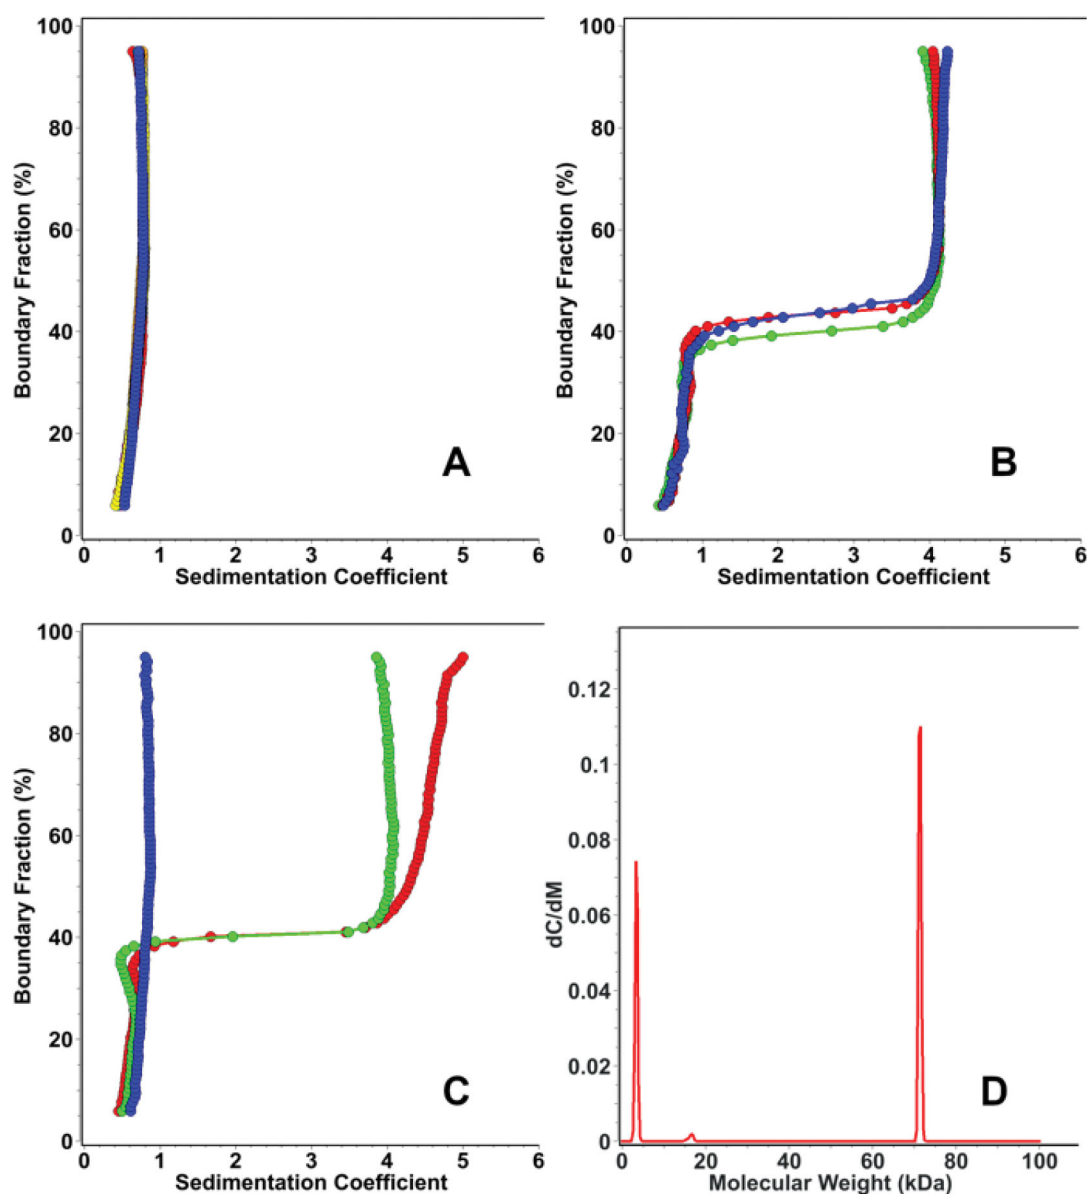 100
80
60
40
20
0
Boundary Fraction (%)
0 1 2 3 4 5 6
Sedimentation Coefficient
A
100
80
60
40
20
0
Boundary Fraction (%)
0 1 2 3 4 5 6
Sedimentation Coefficient
B
100
80
60
40
20
0
Boundary Fraction (%)
0 1 2 3 4 5 6
Sedimentation Coefficient
C
0.12
0.1
0.08
0.06
0.04
0.02
0
dC/dM
0 20 40 60 80 100
Molecular Weight (kDa)
D